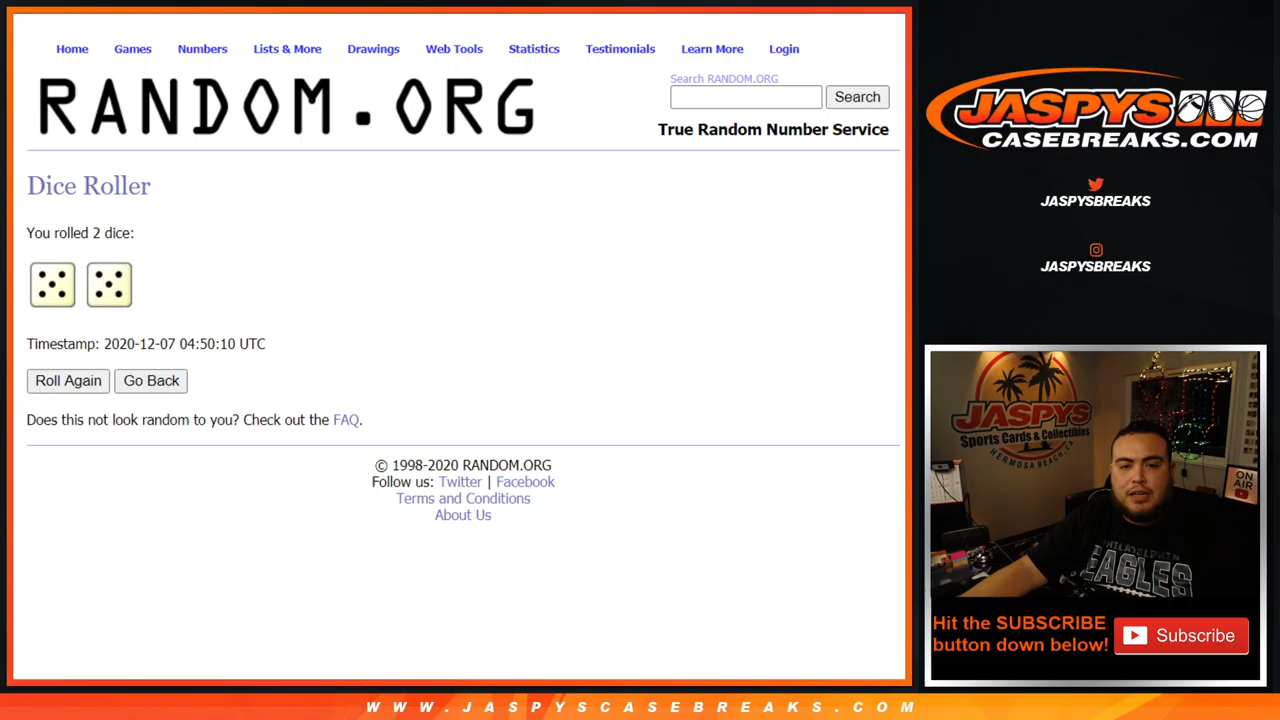 Home Games Numbers Lists & More Drawings Web Tools Statistics Testimonials Learn More Login
RANDOM.ORG
Search RANDOM.ORG
Search
True Random Number Service
Dice Roller
You rolled 2 dice:
Timestamp: 2020-12-07 04:50:10 UTC
Roll Again Go Back
Does this not look random to you? Check out the FAQ.
© 1998-2020 RANDOM.ORG
Follow us: Twitter | Facebook
Terms and Conditions
About Us
JASPYS
CASEBREAKS.COM
JASPYSBREAKS
JASPYSBREAKS
JASPYS
Sports Cards & Collectibles
HERMOSA BEACH, CA
ON
AIR
EAGLES
Hit the SUBSCRIBE
button down below!
Subscribe
WWW.JASPYSCASEBREAKS.COM